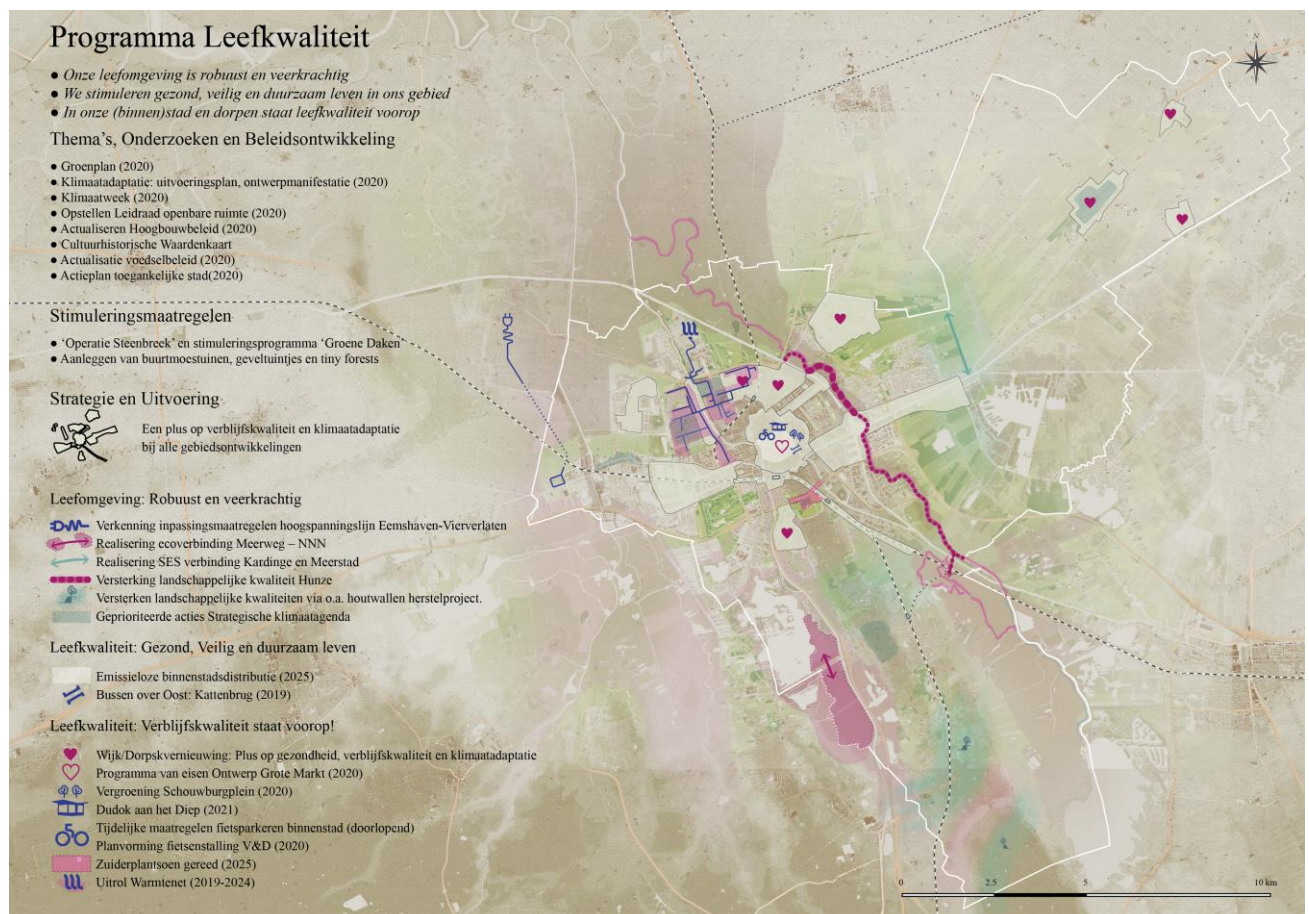 Programma Leefkwaliteit
● Onze leefomgeving is robuust en veerkrachtig
● We stimuleren gezond, veilig en duurzaam leven in ons gebied
● In onze (binnen)stad en dorpen staat leefkwaliteit voorop
Thema's, Onderzoeken en Beleidsontwikkeling
● Groenplan (2020)
● Klimaatadaptatie: uitvoeringsplan, ontwerpmanifestatie (2020)
● Klimaatweek (2020)
● Opstellen Leidraad openbare ruimte (2020)
● Actualiseren Hoogbouwbeleid (2020)
● Cultuurhistorische Waardenkaart
● Actualisatie voedselbeleid (2020)
● Actieplan toegankelijke stad(2020)
Stimuleringsmaatregelen
● ‘Operatie Steenbreek’ en stimuleringsprogramma ‘Groene Daken’
● Aanleggen van buurtmoestuinen, geveltuintjes en tiny forests
Strategie en Uitvoering
Een plus op verblijfskwaliteit en klimaatadaptatie
bij alle gebiedsontwikkelingen
Leefomgeving: Robuust en veerkrachtig
Verkenning inpassingsmaatregelen hoogspanningslijn Eemshaven-Vierverlaten
Realisering ecoverbinding Meerweg – NNN
Realisering SES verbinding Kardinge en Meerstad
Versterking landschappelijke kwaliteit Hunze
Versterken landschappelijke kwaliteiten via o.a. houtwallen herstelproject.
Geprioriteerde acties Strategische klimaatagenda
Leefkwaliteit: Gezond, Veilig en duurzaam leven
Emissieloze binnenstadsdistributie (2025)
Bussen over Oost: Kattenbrug (2019)
Leefkwaliteit: Verblijfskwaliteit staat voorop!
Wijk/Dorpskvernieuwing: Plus op gezondheid, verblijfskwaliteit en klimaatadaptatie
Programma van eisen Ontwerp Grote Markt (2020)
Vergroening Schouwburgplein (2020)
Dudok aan het Diep (2021)
Tijdelijke maatregelen fietsparkeren binnenstad (doorlopend)
Planvorming fietsenstalling V&D (2020)
Zuiderplantsoen gereed (2025)
Uitrol Warmtenet (2019-2024)
N
0 2.5 5 10 km